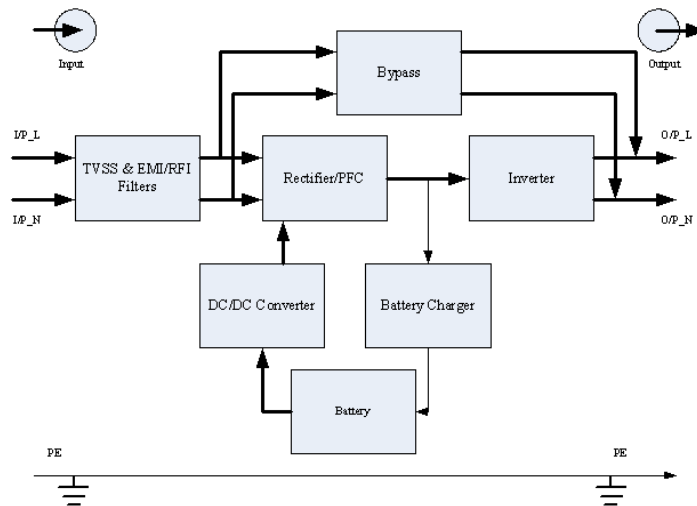 Input
Output
Bypass
I/P_L
O/P_L
TVSS & EMI/RFI
Filters
Rectifier/PFC
Inverter
I/P_N
O/P_N
DC/DC Converter
Battery Charger
Battery
PE
PE